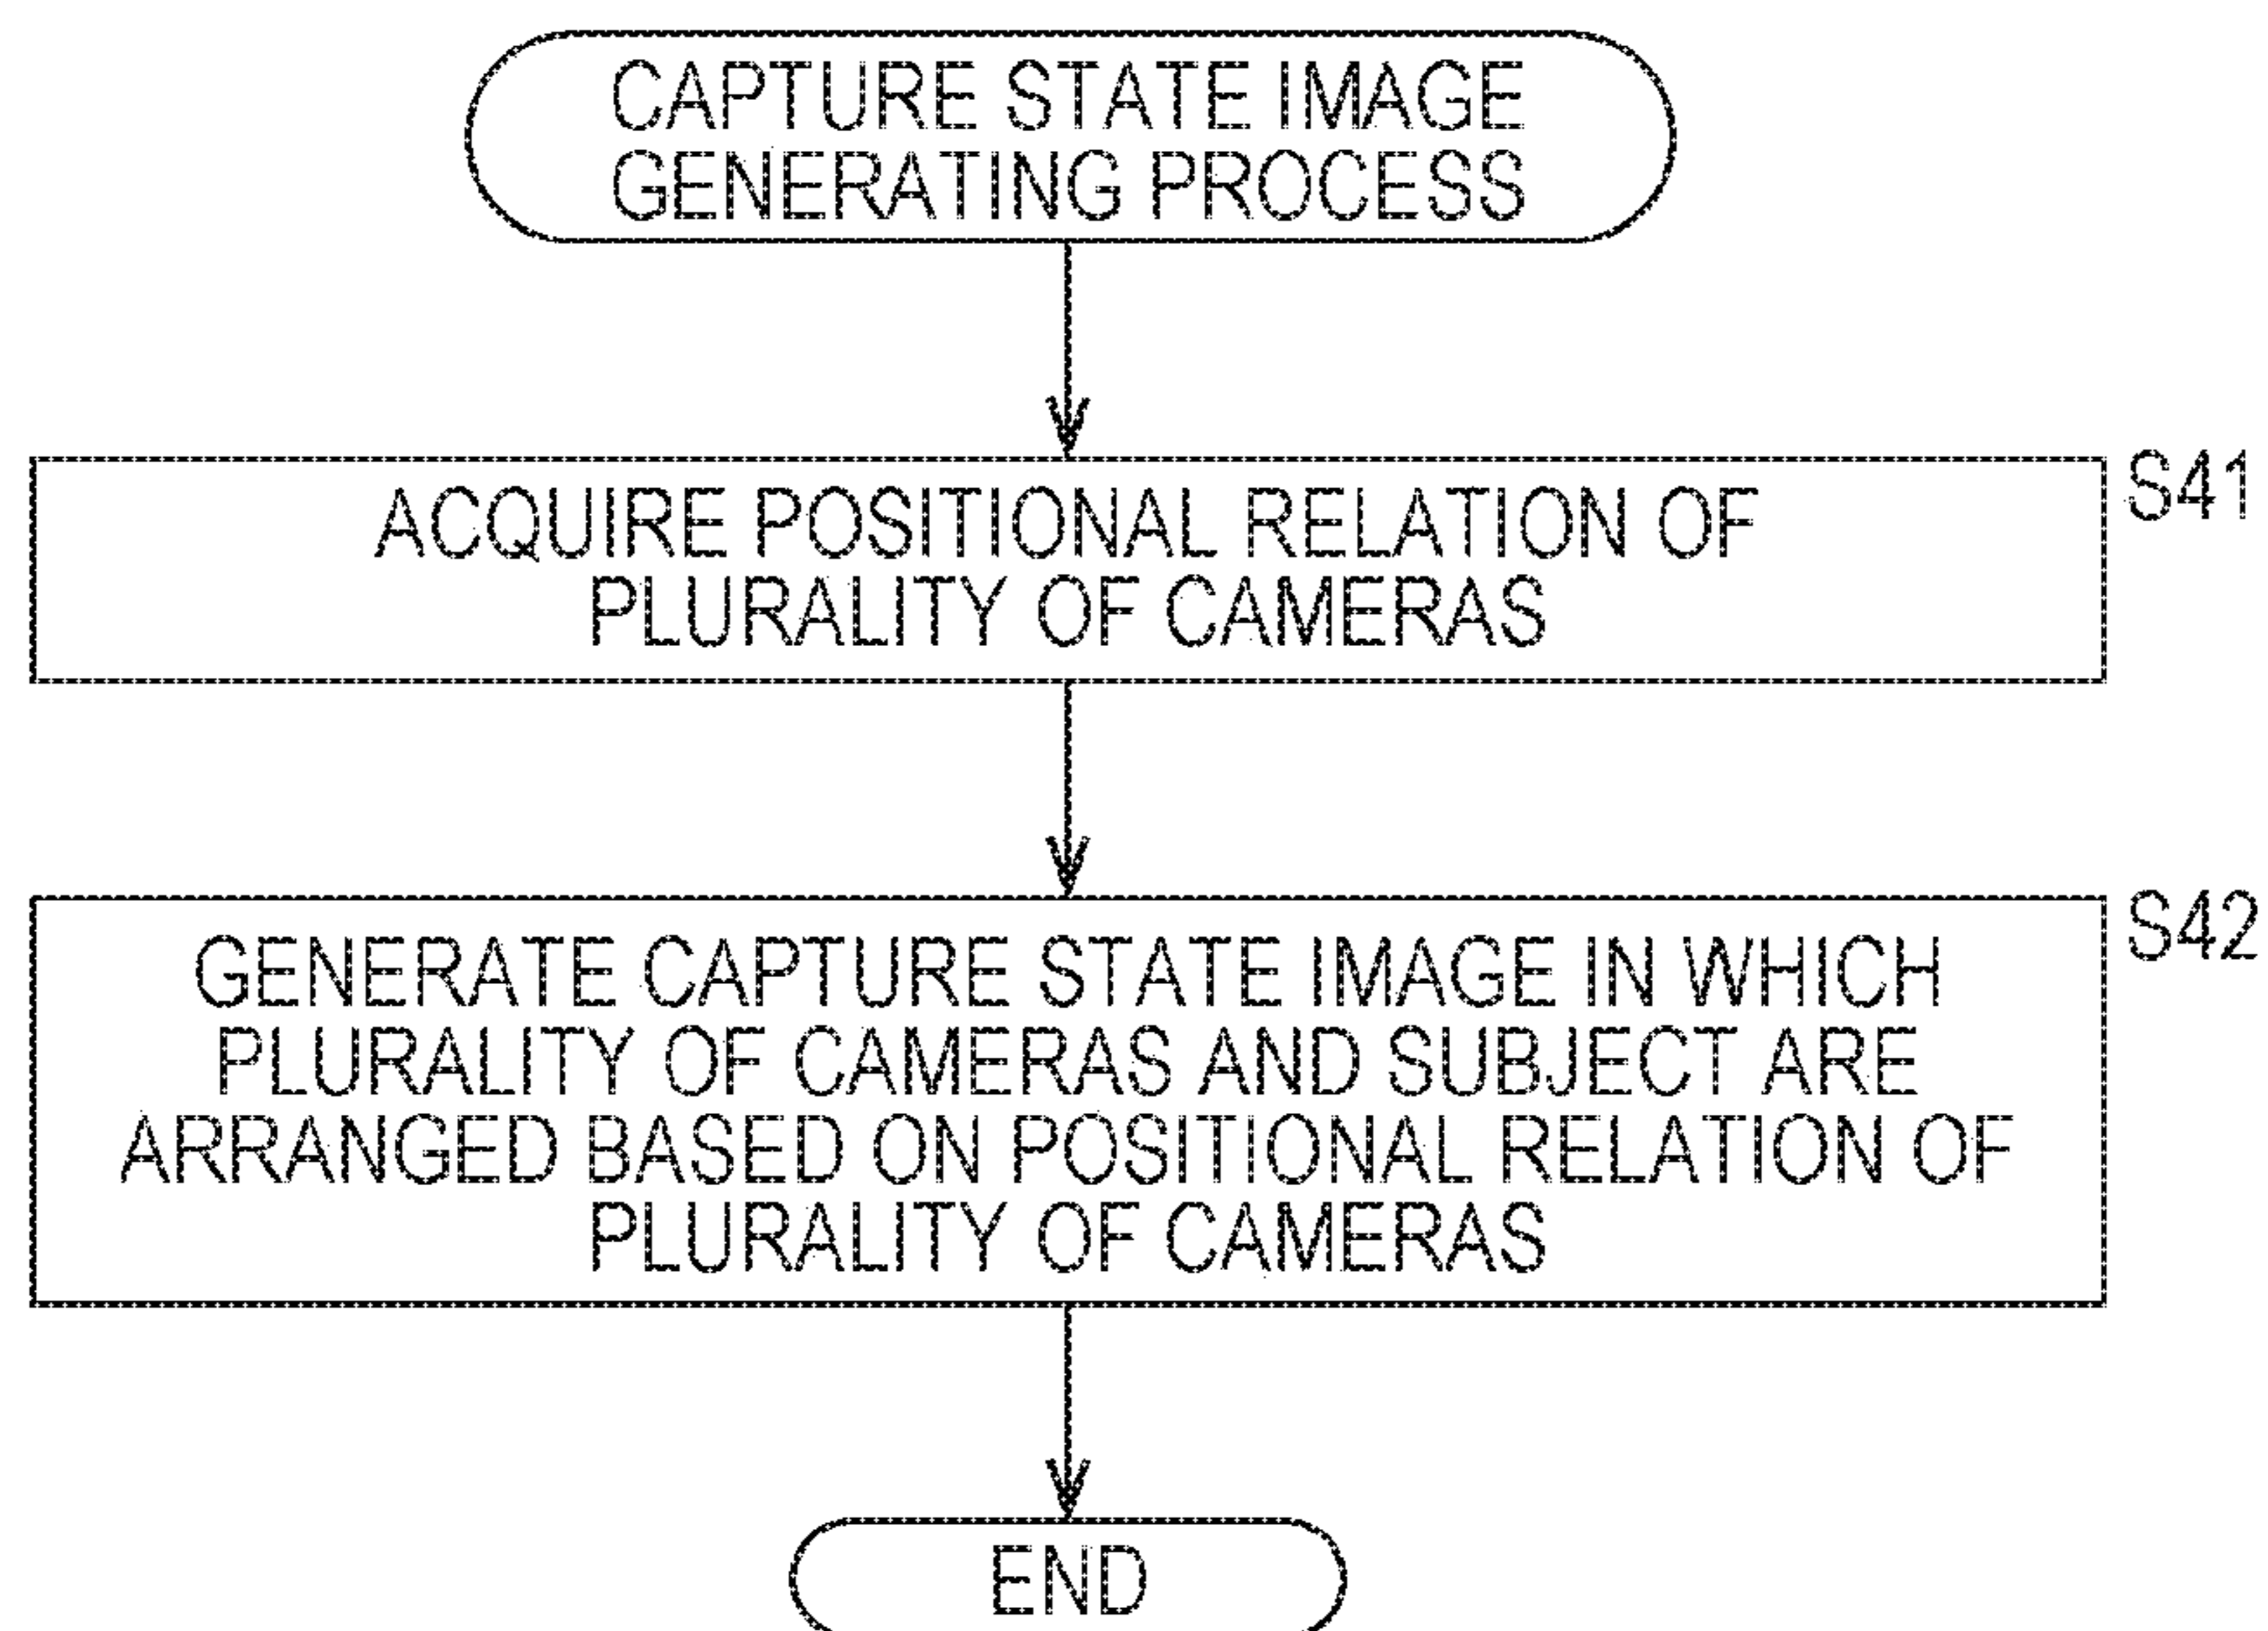 CAPTURE STATE IMAGE
GENERATING PROCESS
ACQUIRE POSITIONAL RELATION OF
PLURALITY OF CAMERAS
S41
GENERATE CAPTURE STATE IMAGE IN WHICH
PLURALITY OF CAMERAS AND SUBJECT ARE
ARRANGED BASED ON POSITIONAL RELATION OF
PLURALITY OF CAMERAS
S42
END